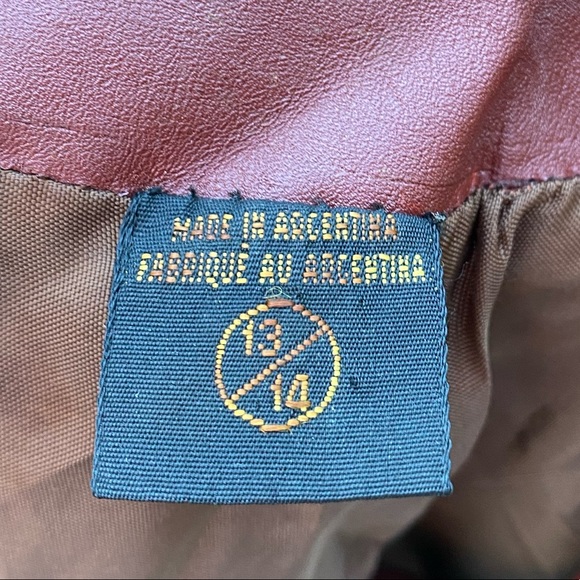 MADE IN ARGENTINA
FABRIQUÉ AU ARGENTINA
13
14